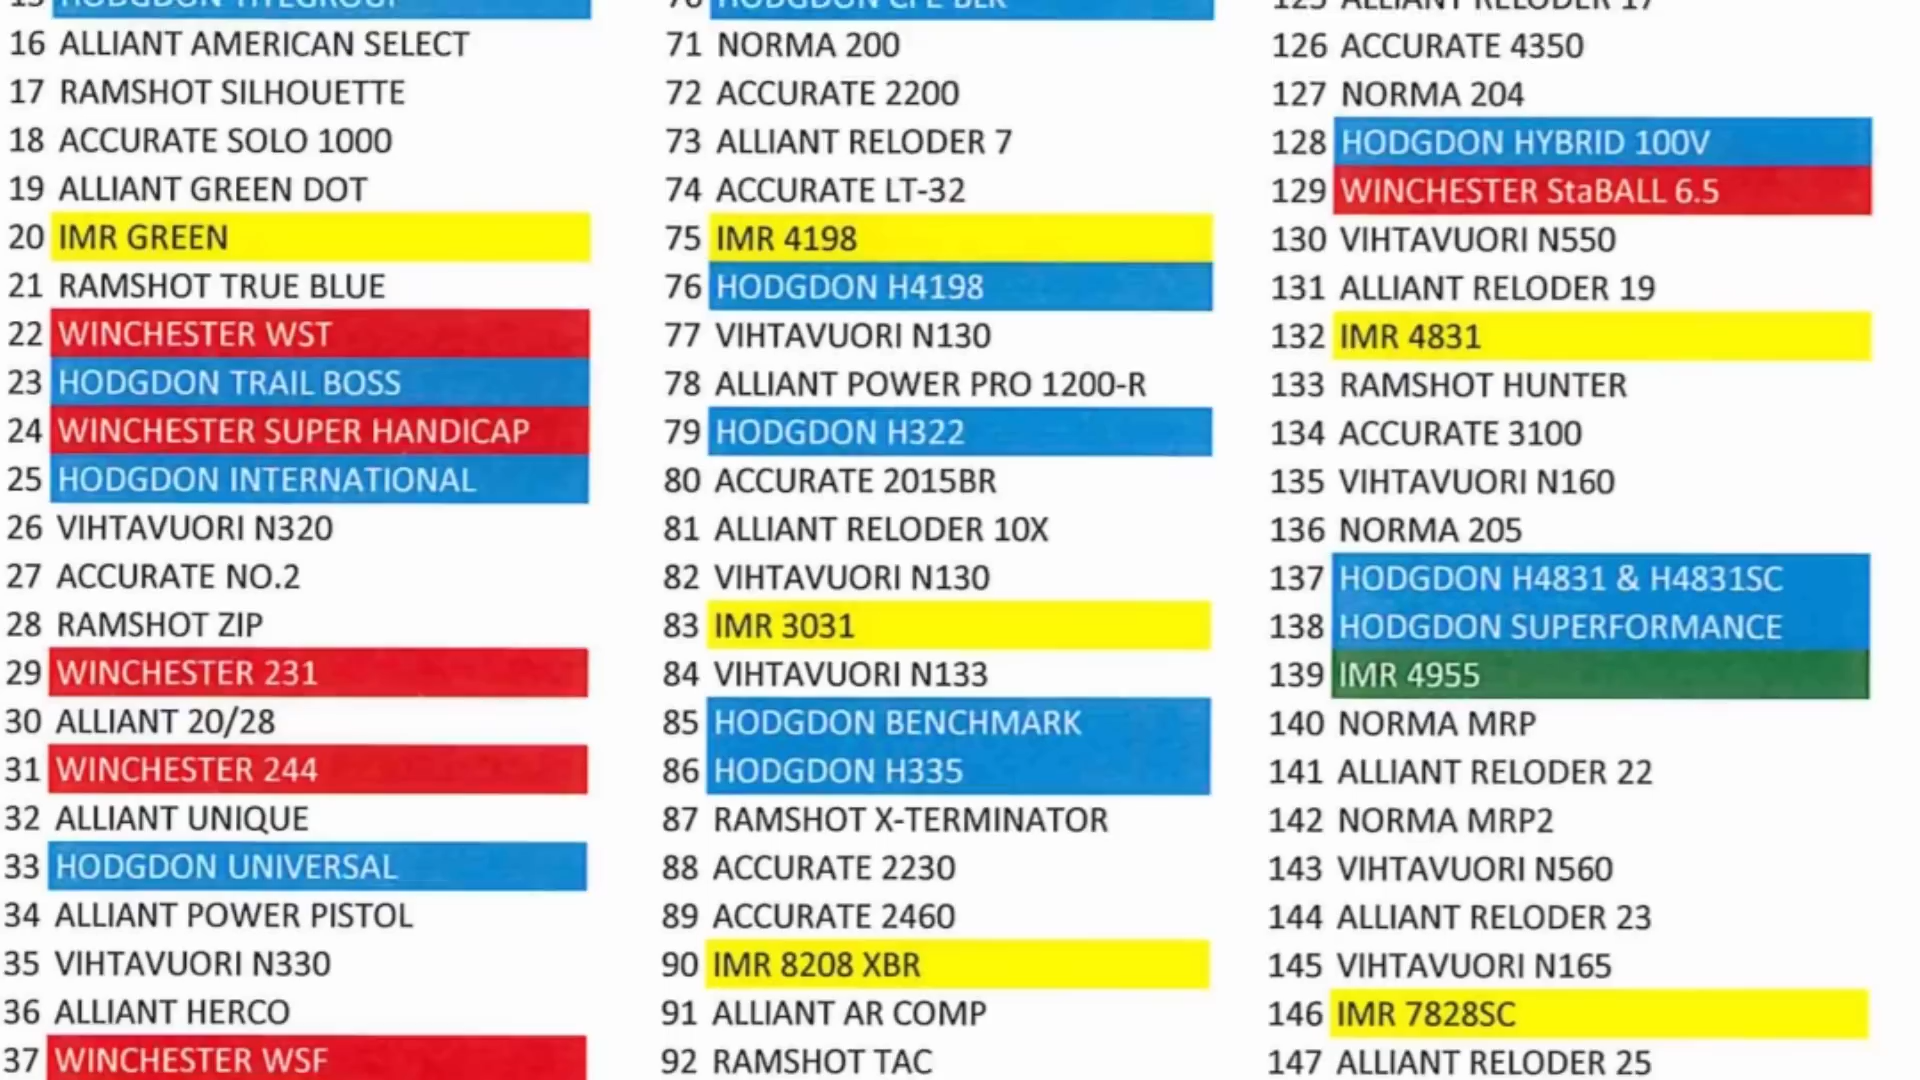 15 HODGDON TITEGROUP
16 ALLIANT AMERICAN SELECT
17 RAMSHOT SILHOUETTE
18 ACCURATE SOLO 1000
19 ALLIANT GREEN DOT
20 IMR GREEN
21 RAMSHOT TRUE BLUE
22 WINCHESTER WST
23 HODGDON TRAIL BOSS
24 WINCHESTER SUPER HANDICAP
25 HODGDON INTERNATIONAL
26 VIHTAVUORI N320
27 ACCURATE NO.2
28 RAMSHOT ZIP
29 WINCHESTER 231
30 ALLIANT 20/28
31 WINCHESTER 244
32 ALLIANT UNIQUE
33 HODGDON UNIVERSAL
34 ALLIANT POWER PISTOL
35 VIHTAVUORI N330
36 ALLIANT HERCO
37 WINCHESTER WSF
70 HODGDON CFE BLK
71 NORMA 200
72 ACCURATE 2200
73 ALLIANT RELODER 7
74 ACCURATE LT-32
75 IMR 4198
76 HODGDON H4198
77 VIHTAVUORI N130
78 ALLIANT POWER PRO 1200-R
79 HODGDON H322
80 ACCURATE 2015BR
81 ALLIANT RELODER 10X
82 VIHTAVUORI N130
83 IMR 3031
84 VIHTAVUORI N133
85 HODGDON BENCHMARK
86 HODGDON H335
87 RAMSHOT X-TERMINATOR
88 ACCURATE 2230
89 ACCURATE 2460
90 IMR 8208 XBR
91 ALLIANT AR COMP
92 RAMSHOT TAC
125 ALLIANT RELODER 17
126 ACCURATE 4350
127 NORMA 204
128 HODGDON HYBRID 100V
129 WINCHESTER StaBALL 6.5
130 VIHTAVUORI N550
131 ALLIANT RELODER 19
132 IMR 4831
133 RAMSHOT HUNTER
134 ACCURATE 3100
135 VIHTAVUORI N160
136 NORMA 205
137 HODGDON H4831 & H4831SC
138 HODGDON SUPERFORMANCE
139 IMR 4955
140 NORMA MRP
141 ALLIANT RELODER 22
142 NORMA MRP2
143 VIHTAVUORI N560
144 ALLIANT RELODER 23
145 VIHTAVUORI N165
146 IMR 7828SC
147 ALLIANT RELODER 25